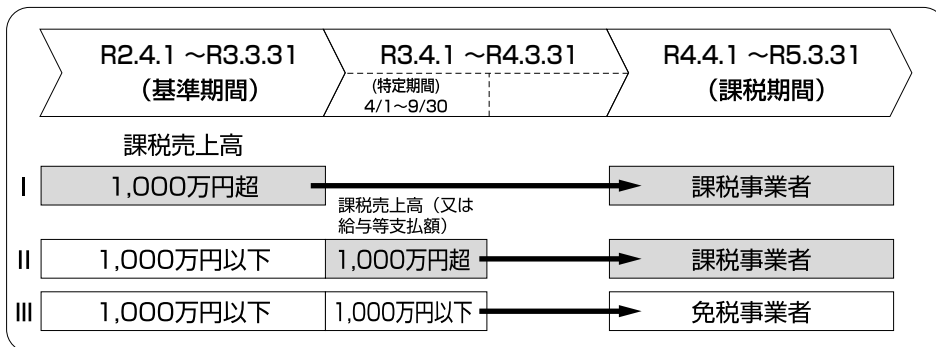 R2.4.1 ～R3.3.31 R3.4.1 ～R4.3.31 R4.4.1 ～R5.3.31
(基準期間) (特定期間) (課税期間)
4/1～9/30
課税売上高
I 1,000万円超 課税事業者
課税売上高（又は
給与等支払額）
II 1,000万円以下 1,000万円超 課税事業者
III 1,000万円以下 1,000万円以下 免税事業者